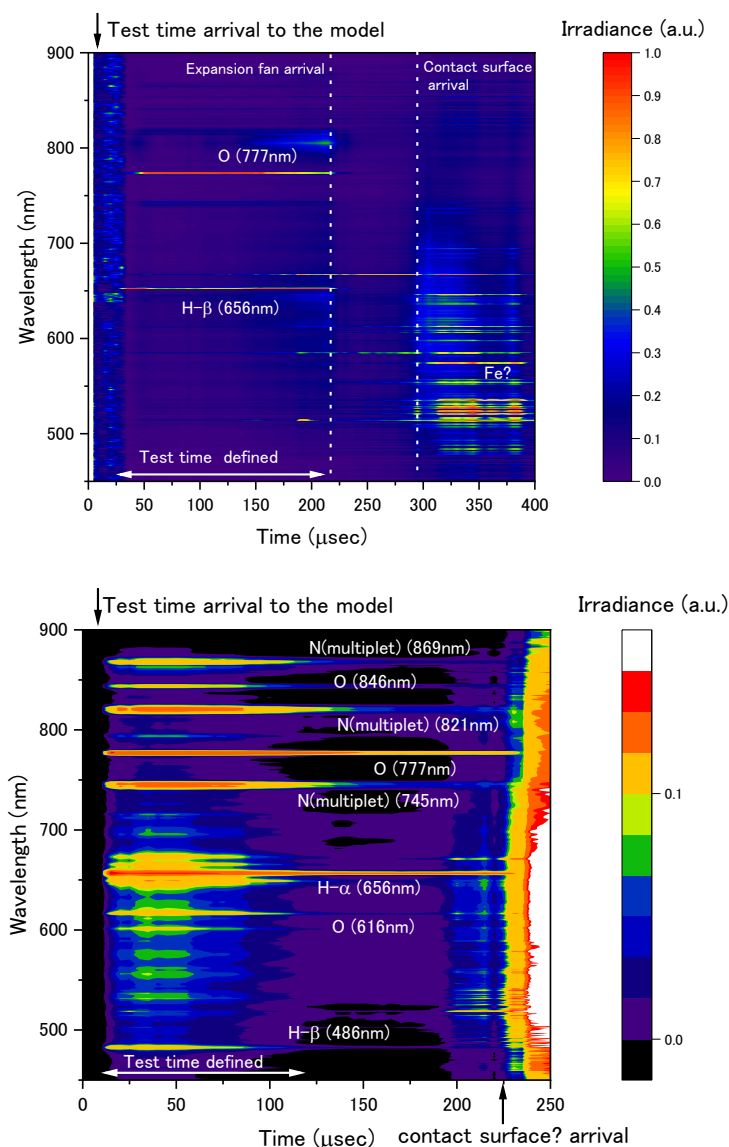 Test time arrival to the model
Irradiance (a.u.)
Expansion fan arrival
Contact surface
arrival
O (777nm)
H-β (656nm)
Fe?
Test time defined
900
800
700
600
500
Wavelength (nm)
0 50 100 150 200 250 300 350 400
Time (μsec)
1.0
0.9
0.8
0.7
0.6
0.5
0.4
0.3
0.2
0.1
0.0
Test time arrival to the model
Irradiance (a.u.)
N(multiplet) (869nm)
O (846nm)
N(multiplet) (821nm)
O (777nm)
N(multiplet) (745nm)
H-α (656nm)
O (616nm)
H-β (486nm)
Test time defined
900
800
700
600
500
Wavelength (nm)
0 50 100 150 200 250
Time (μsec)
contact surface? arrival
0.1
0.0